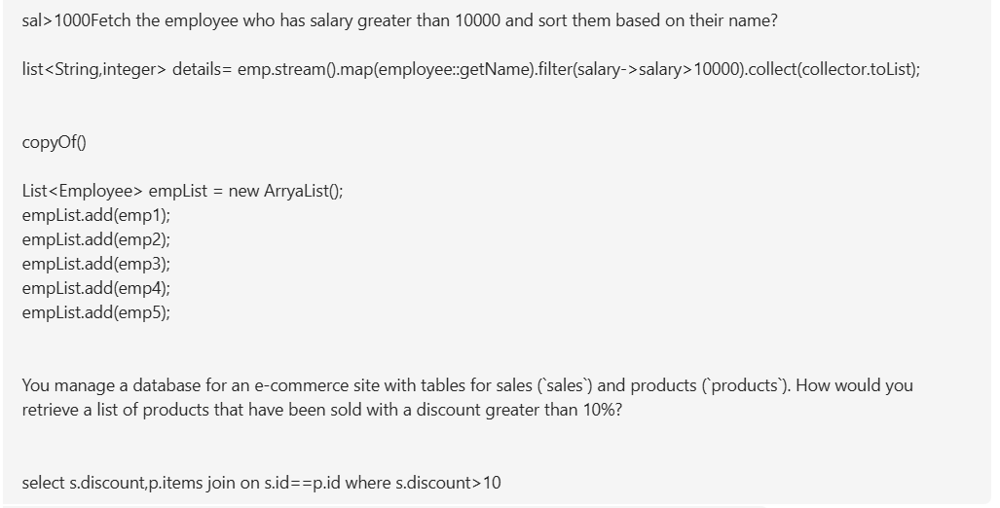 sal>1000Fetch the employee who has salary greater than 10000 and sort them based on their name?
list<String,integer> details= emp.stream().map(employee::getName).filter(salary->salary>10000).collect(collector.toList);
copyOf()
List<Employee> empList = new ArryaList();
empList.add(emp1);
empList.add(emp2);
empList.add(emp3);
empList.add(emp4);
empList.add(emp5);
You manage a database for an e-commerce site with tables for sales (`sales`) and products (`products`). How would you
retrieve a list of products that have been sold with a discount greater than 10%?
select s.discount,p.items join on s.id==p.id where s.discount>10